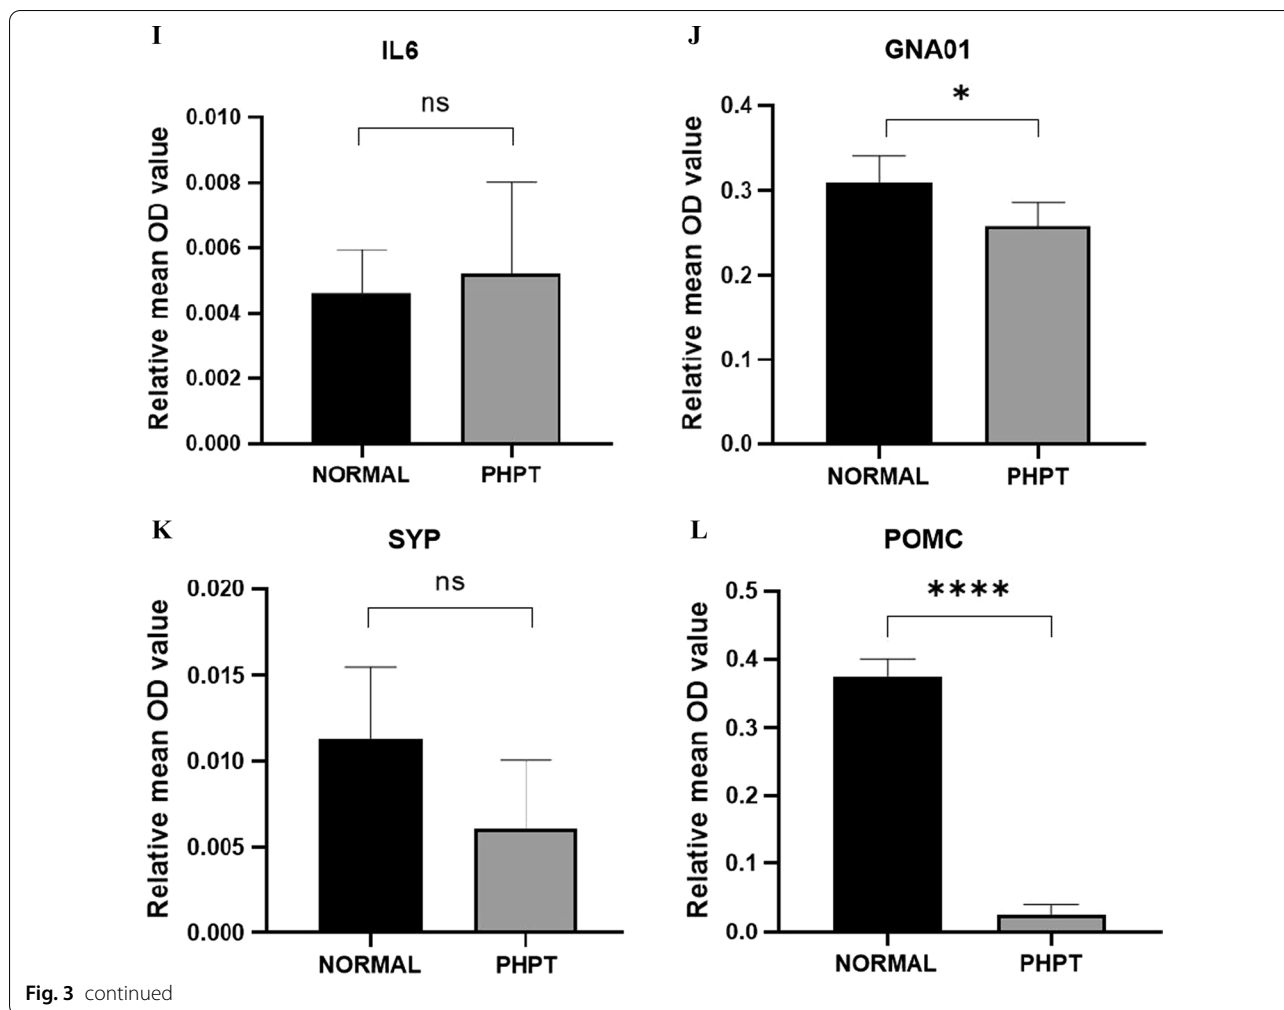 I
IL6
ns
Relative mean OD value
0.010
0.008
0.006
0.004
0.002
0.000
NORMAL PHPT
J
GNA01
*
Relative mean OD value
0.4
0.3
0.2
0.1
0.0
NORMAL PHPT
K
SYP
ns
Relative mean OD value
0.020
0.015
0.010
0.005
0.000
NORMAL PHPT
L
POMC
****
Relative mean OD value
0.5
0.4
0.3
0.2
0.1
0.0
NORMAL PHPT
Fig. 3 continued